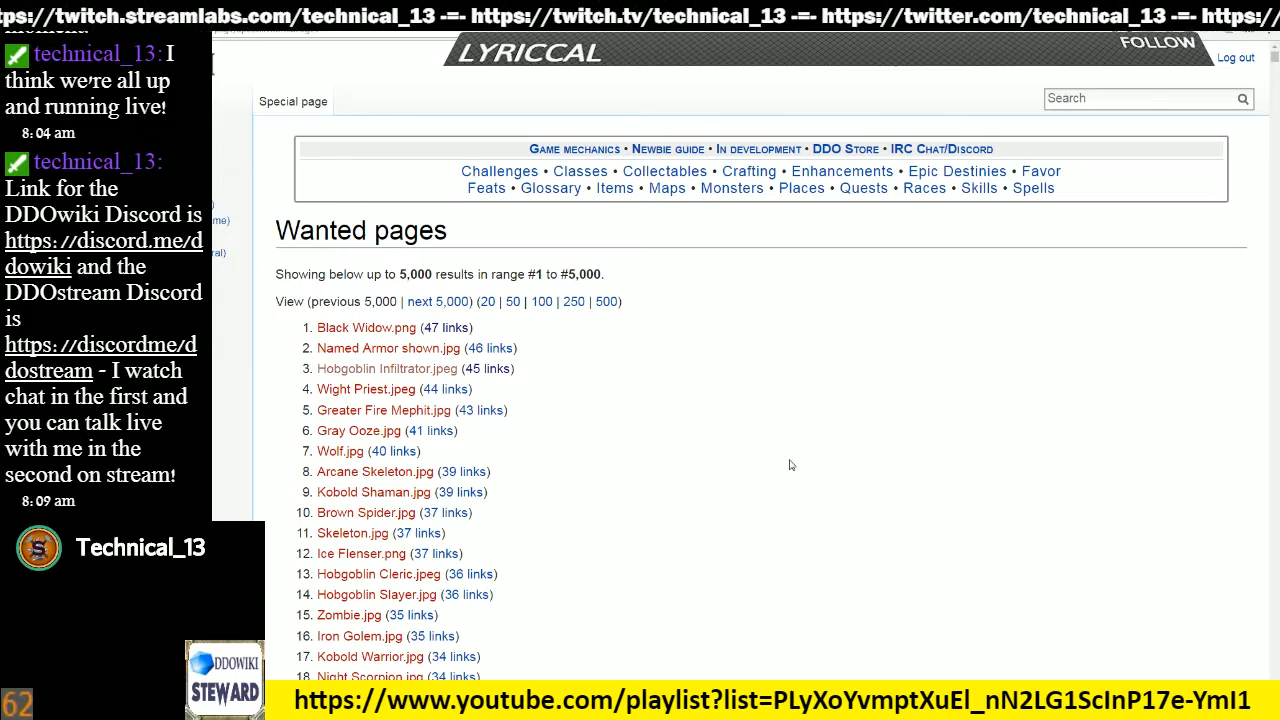 ps://twitch.streamlabs.com/technical_13 -=- https://twitch.tv/technical_13 -=- https://twitter.com/technical_13 -=- https:/
technical_13: I
think we're all up
and running live!
8:04 am
technical_13:
Link for the
DDOwiki Discord is
https://discord.me/d
dowiki and the
DDOstream Discord
is
https://discordme/d
dostream - I watch
chat in the first and
you can talk live
with me in the
second on stream!
8:09 am
Technical_13
DDOWIKI
STEWARD
62
LYRICCAL
FOLLOW
Log out
Special page
Search
me)
ral)
Game mechanics • Newbie guide • In development • DDO Store • IRC Chat/Discord
Challenges • Classes • Collectables • Crafting • Enhancements • Epic Destinies • Favor
Feats • Glossary • Items • Maps • Monsters • Places • Quests • Races • Skills • Spells
Wanted pages
Showing below up to 5,000 results in range #1 to #5,000.
View (previous 5,000 | next 5,000) (20 | 50 | 100 | 250 | 500)
1. Black Widow.png (47 links)
2. Named Armor shown.jpg (46 links)
3. Hobgoblin Infiltrator.jpeg (45 links)
4. Wight Priest.jpeg (44 links)
5. Greater Fire Mephit.jpg (43 links)
6. Gray Ooze.jpg (41 links)
7. Wolf.jpg (40 links)
8. Arcane Skeleton.jpg (39 links)
9. Kobold Shaman.jpg (39 links)
10. Brown Spider.jpg (37 links)
11. Skeleton.jpg (37 links)
12. Ice Flenser.png (37 links)
13. Hobgoblin Cleric.jpeg (36 links)
14. Hobgoblin Slayer.jpg (36 links)
15. Zombie.jpg (35 links)
16. Iron Golem.jpg (35 links)
17. Kobold Warrior.jpg (34 links)
18. Night Scorpion.jpg (34 links)
https://www.youtube.com/playlist?list=PLyXoYvmptXuEl_nN2LG1ScInP17e-YmI1